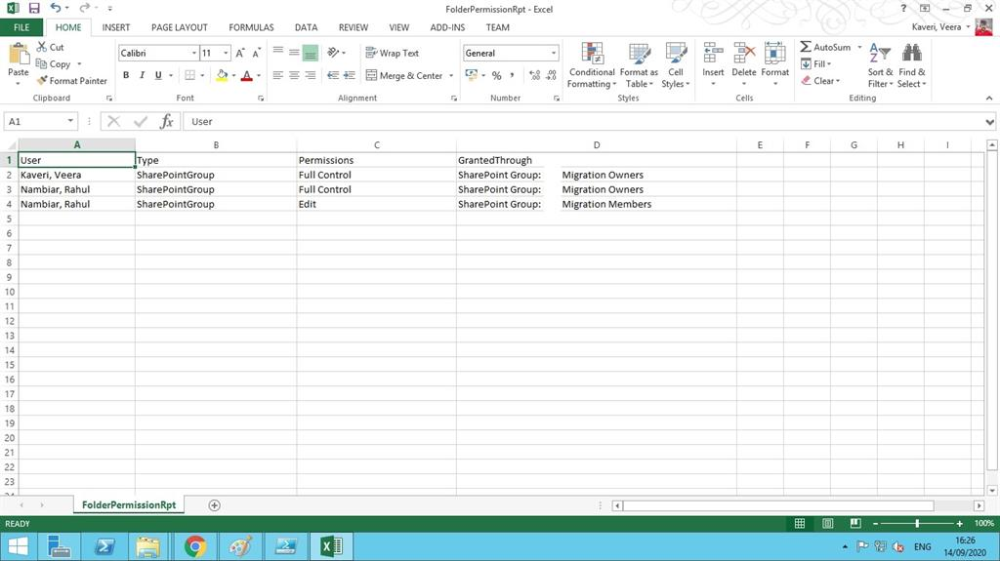 FolderPermissionRpt - Excel
FILE HOME INSERT PAGE LAYOUT FORMULAS DATA REVIEW VIEW ADD-INS TEAM Kaveri, Veera
Paste
Cut
Copy
Format Painter
Clipboard
Calibri 11
B I U
Font
Wrap Text
Merge & Center
Alignment
General
%
Number
Conditional Formatting
Format as Table
Cell Styles
Styles
Insert Delete Format
Cells
AutoSum
Fill
Clear
Sort & Filter
Find & Select
Editing
A1 fx User
A B C D E F G H I
1 User Type Permissions GrantedThrough
2 Kaveri, Veera SharePointGroup Full Control SharePoint Group: Migration Owners
3 Nambiar, Rahul SharePointGroup Full Control SharePoint Group: Migration Owners
4 Nambiar, Rahul SharePointGroup Edit SharePoint Group: Migration Members
5
6
7
8
9
10
11
12
13
14
15
16
17
18
19
20
21
22
23
24
FolderPermissionRpt
READY 100%
ENG 16:26
14/09/2020